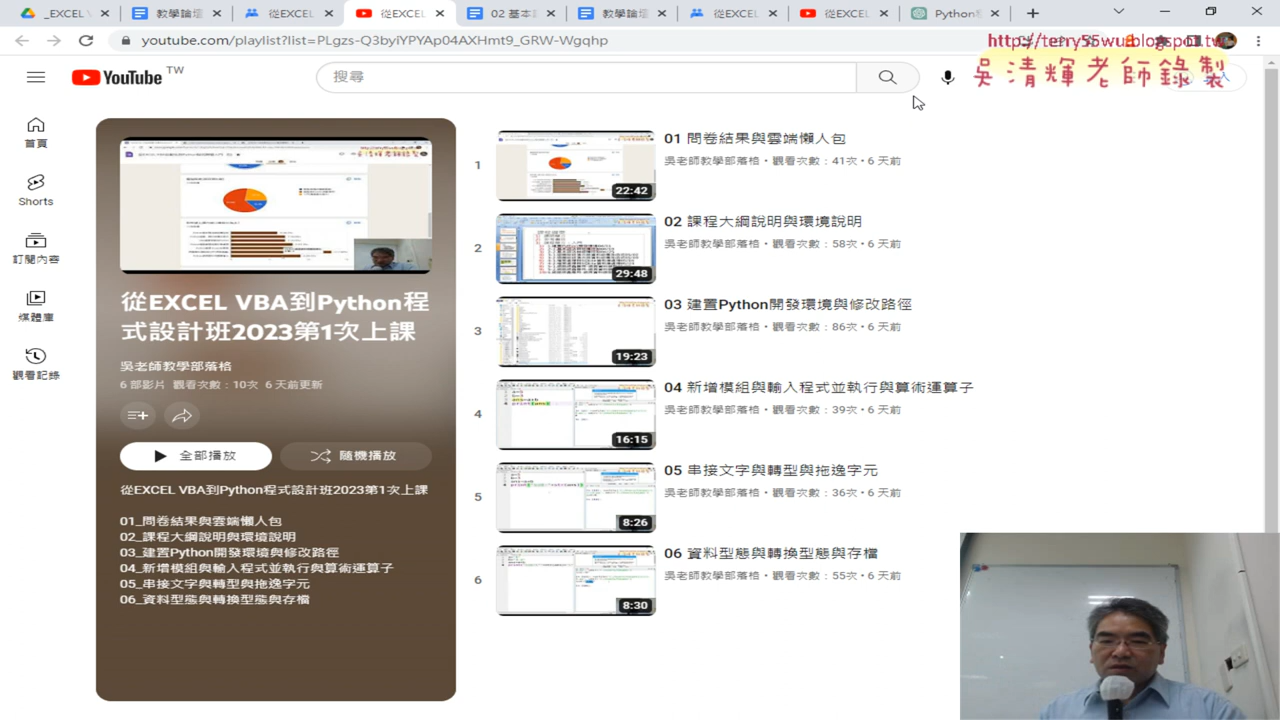 _EXCEL V
教學論壇
從EXCEL
從EXCEL
02 基本
教學論壇
從EXCEL
從EXCEL
Python
youtube.com/playlist?list=PLgzs-Q3byiYPYAp04AXHmt9_GRW-Wgqhp
http://terry55wu.blogspot.tw
吳清輝老師錄製
YouTube TW
搜尋
首頁
Shorts
訂閱內容
媒體庫
觀看記錄
從EXCEL VBA到Python程
式設計班2023第1次上課
吳老師教學部落格
6 部影片 觀看次數:10次 6 天前更新
全部播放
隨機播放
從EXCEL VBA到Python程式設計班2023第1次上課
01_問卷結果與雲端懶人包
02_課程大綱說明與環境說明
03_建置Python開發環境與修改路徑
04_新增模組與輸入程式並執行與算術運算子
05_串接文字與轉型與拖逸字元
06_資料型態與轉換型態與存檔
1
22:42
01 問卷結果與雲端懶人包
吳老師教學部落格・觀看次數:41次・6 天前
2
29:48
02 課程大綱說明與環境說明
吳老師教學部落格・觀看次數:58次・6 天前
3
19:23
03 建置Python開發環境與修改路徑
吳老師教學部落格・觀看次數:86次・6 天前
4
16:15
04 新增模組與輸入程式並執行與算術運算子
吳老師教學部落格・觀看次數:39次・6 天前
5
8:26
05 串接文字與轉型與拖逸字元
吳老師教學部落格・觀看次數:36次・6 天前
6
8:30
06 資料型態與轉換型態與存檔
吳老師教學部落格・觀看次數:55次・6 天前